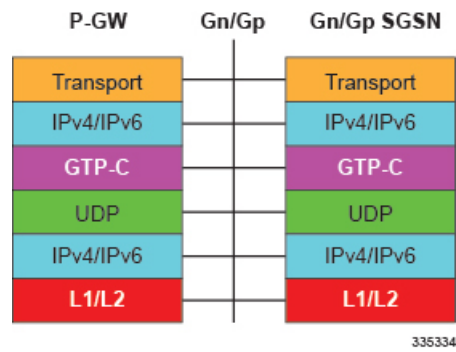 P-GW Gn/Gp Gn/Gp SGSN
Transport Transport
IPv4/IPv6 IPv4/IPv6
GTP-C GTP-C
UDP UDP
IPv4/IPv6 IPv4/IPv6
L1/L2 L1/L2
335334